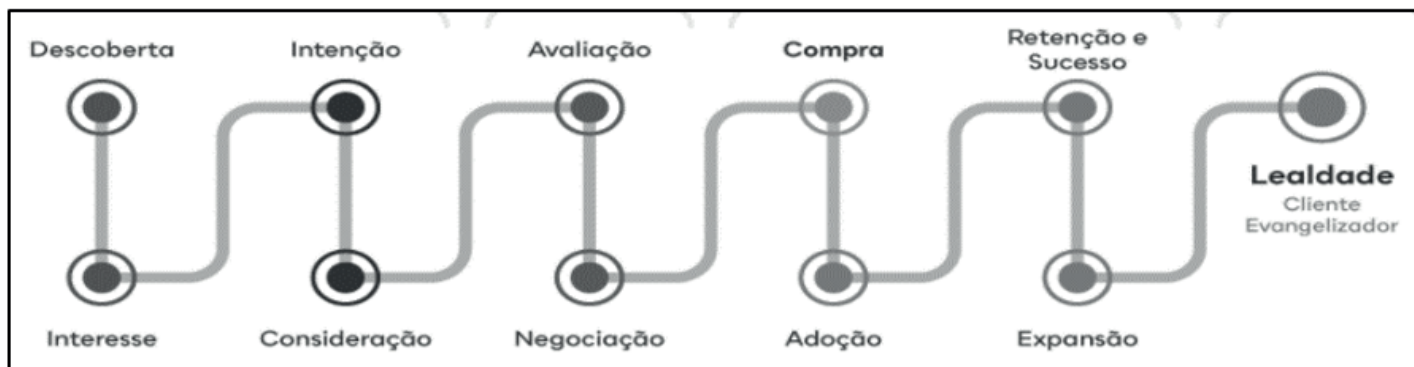 Descoberta
Intenção
Avaliação
Compra
Retenção e
Sucesso
Lealdade
Cliente
Evangelizador
Interesse
Consideração
Negociação
Adoção
Expansão